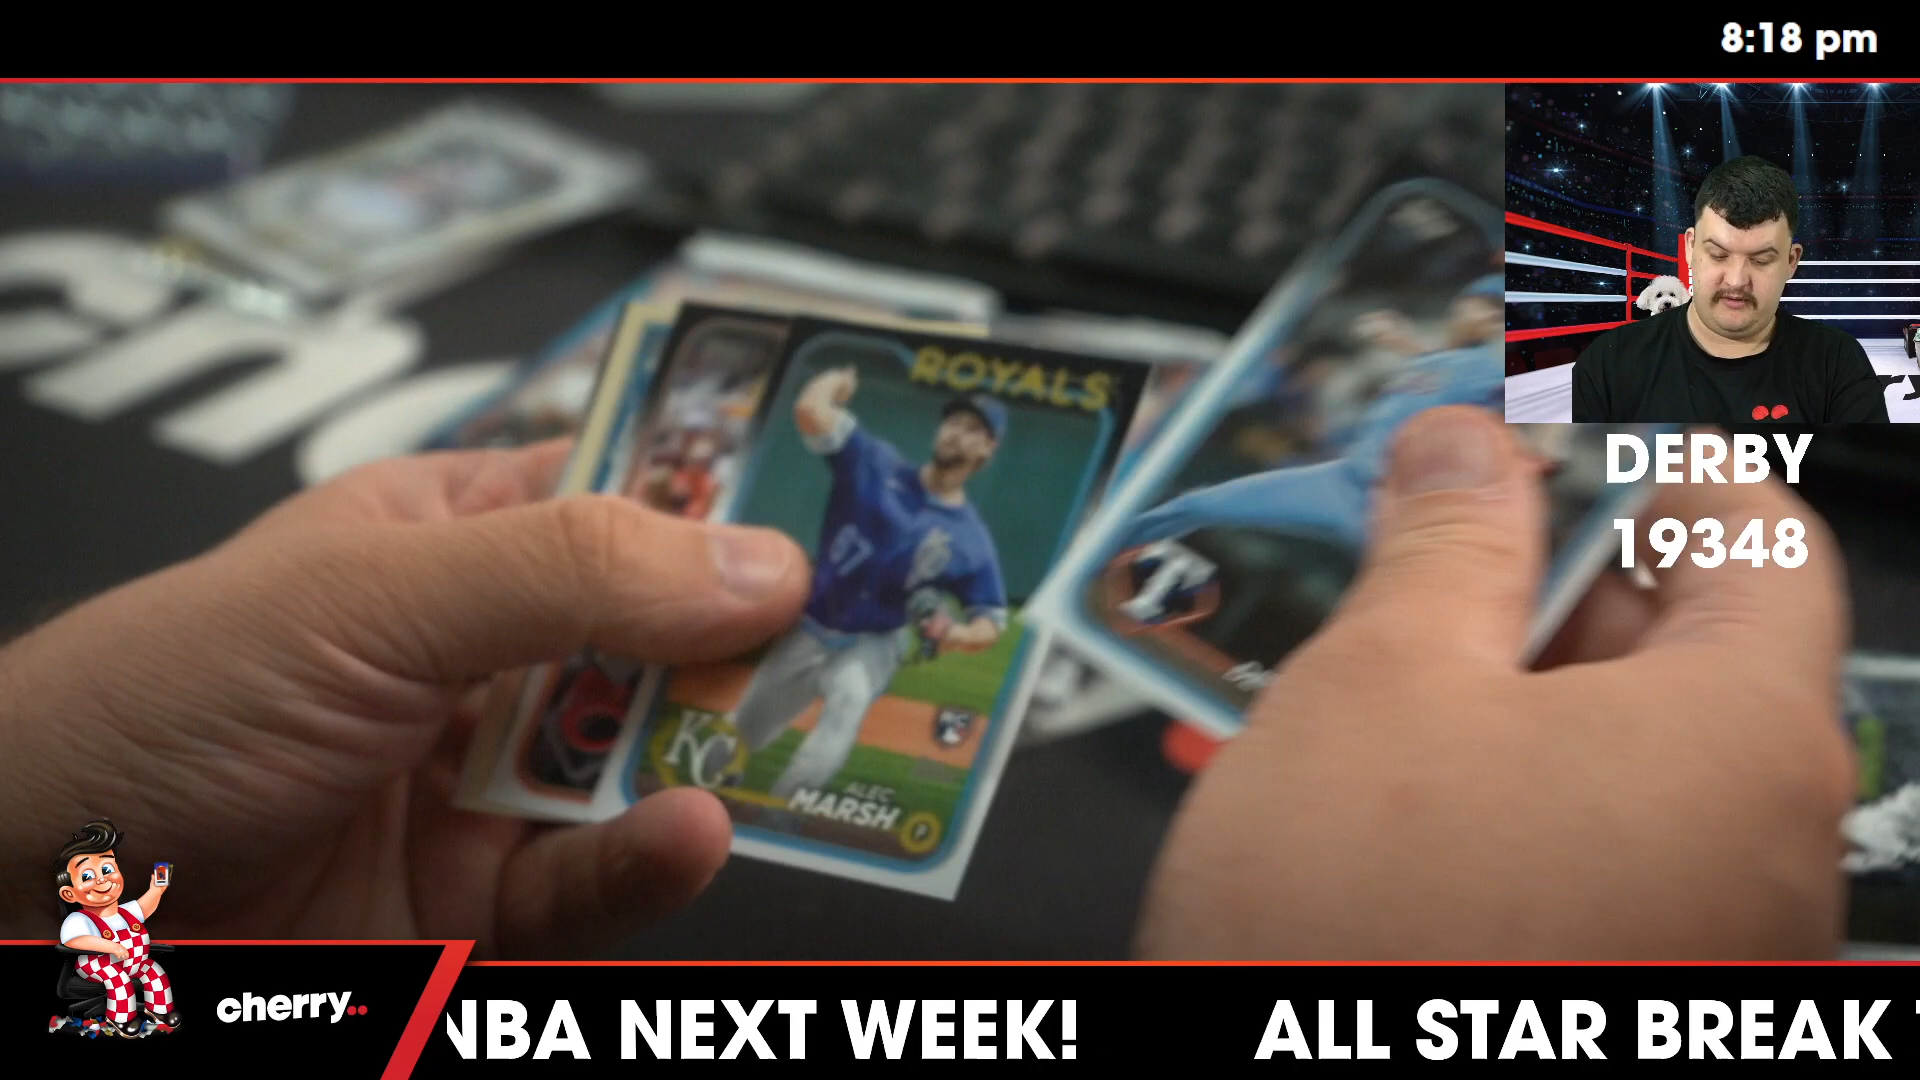 8:18 pm
ROYALS
DERBY
19348
KC
ALEC
MARSH
P
cherry..
NBA NEXT WEEK!
ALL STAR BREAK